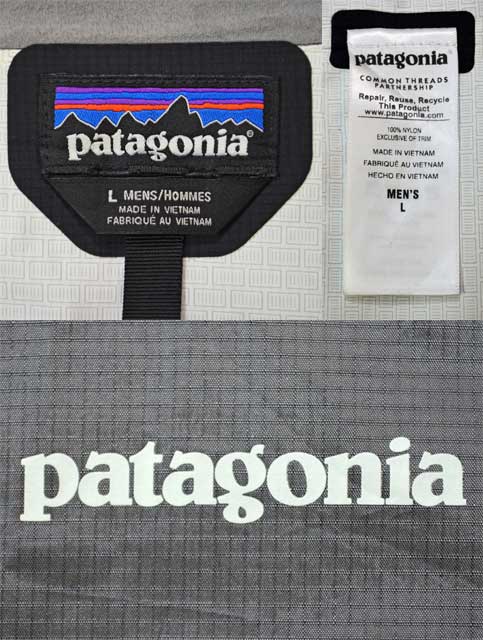 patagonia®
L MENS/HOMMES
MADE IN VIETNAM
FABRIQUÉ AU VIETNAM
patagonia
COMMON THREADS
PARTNERSHIP
Repair, Reuse, Recycle
This Product
www.patagonia.com
100% NYLON
EXCLUSIVE OF TRIM
MADE IN VIETNAM
FABRIQUÉ AU VIETNAM
HECHO EN VIETNAM
MEN'S
L
patagonia